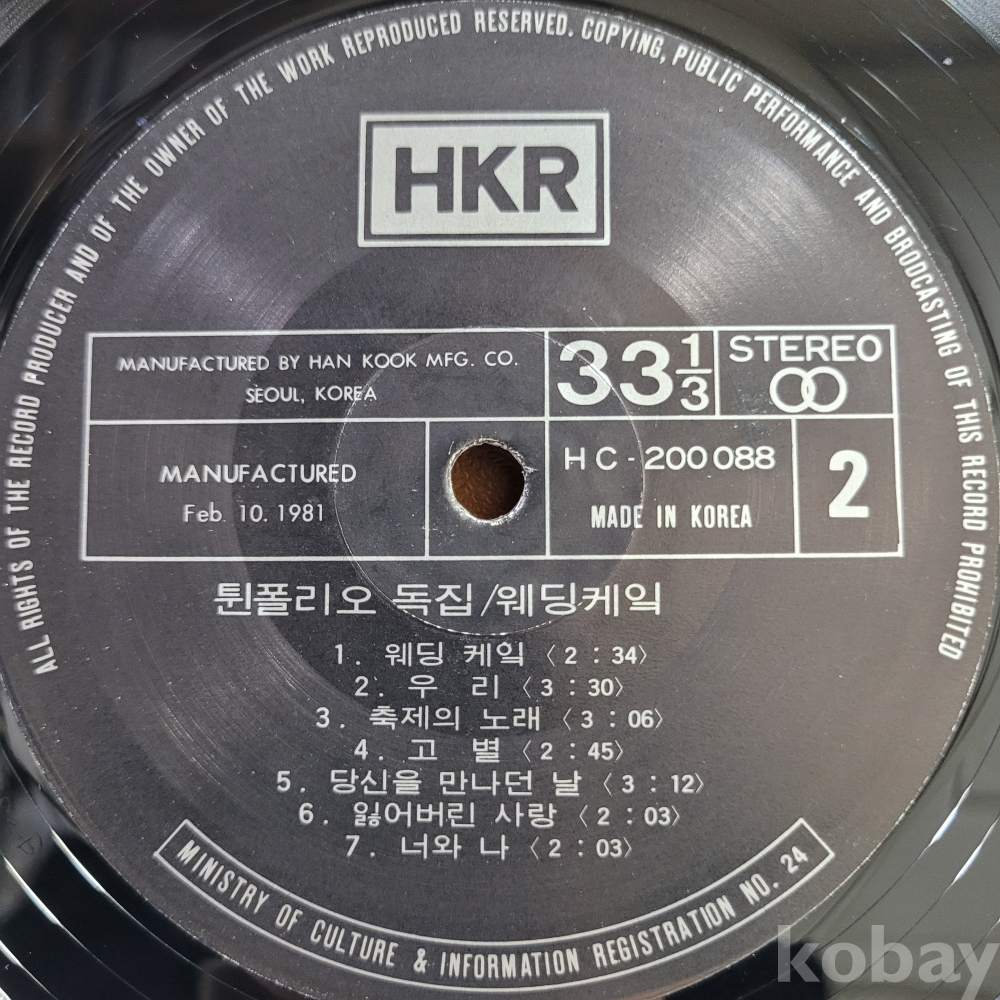 ALL RIGHTS OF THE RECORD PRODUCER AND OF THE OWNER OF THE WORK REPRODUCED RESERVED. COPYING, PUBLIC PERFORMANCE AND BRODCASTING OF THIS RECORD PROHIBITED
HKR
MANUFACTURED BY HAN KOOK MFG. CO.
SEOUL, KOREA
33 1/3
STEREO
MANUFACTURED
Feb. 10. 1981
HC-200088
MADE IN KOREA
2
튄폴리오 독집/웨딩케잌
1. 웨딩 케잌 〈2 : 34〉
2. 우 리 〈3 : 30〉
3. 축제의 노래 〈3 : 06〉
4. 고 별 〈2 : 45〉
5. 당신을 만나던 날 〈3 : 12〉
6. 잃어버린 사랑 〈2 : 03〉
7. 너와 나 〈2 : 03〉
MINISTRY OF CULTURE & INFORMATION REGISTRATION NO. 24
kobay